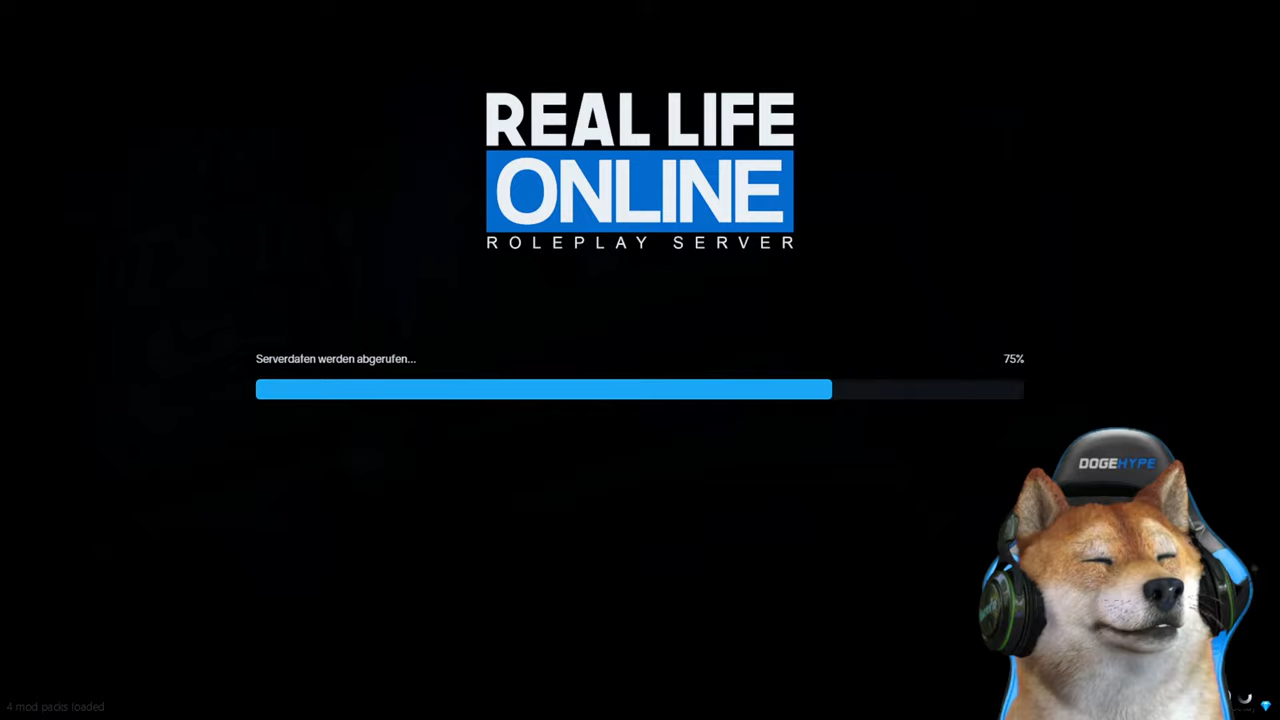 REAL LIFE
ONLINE
ROLEPLAY SERVER
Serverdaten werden abgerufen...
75%
DOGEHYPE
4 mod packs loaded